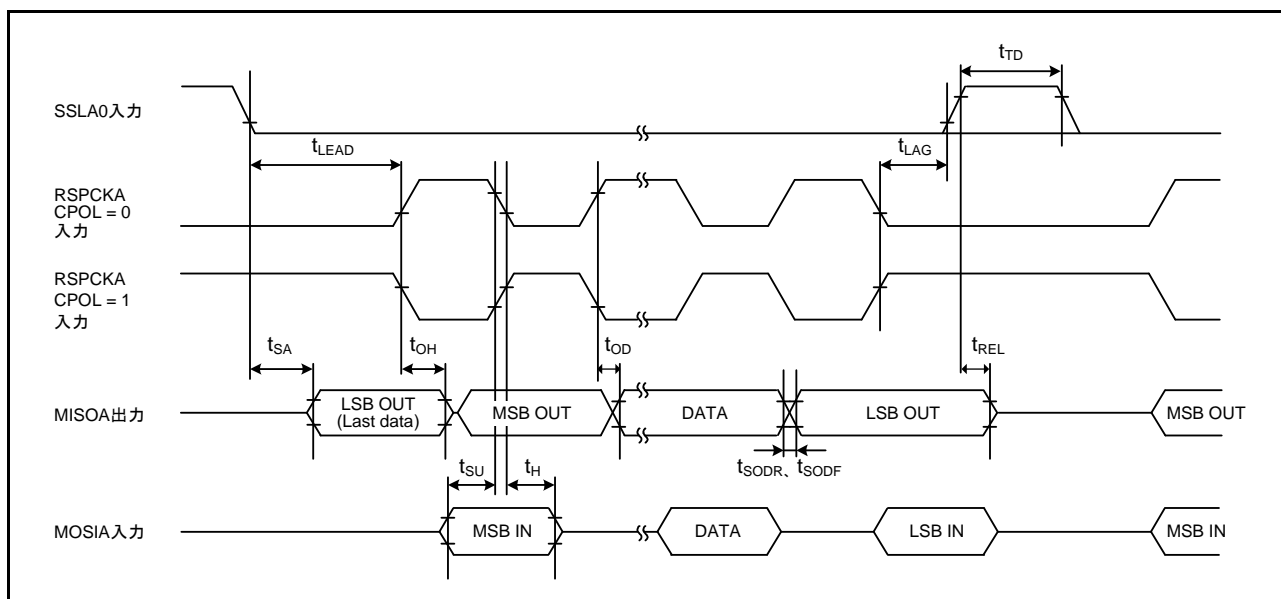 tTD
SSLA0入力
tLEAD
tLAG
RSPCKA
CPOL = 0
入力
RSPCKA
CPOL = 1
入力
tSA
tOH
tOD
tREL
MISOA出力
LSB OUT
(Last data)
MSB OUT
DATA
LSB OUT
MSB OUT
tSU
tH
tSODR、tSODF
MOSIA入力
MSB IN
DATA
LSB IN
MSB IN